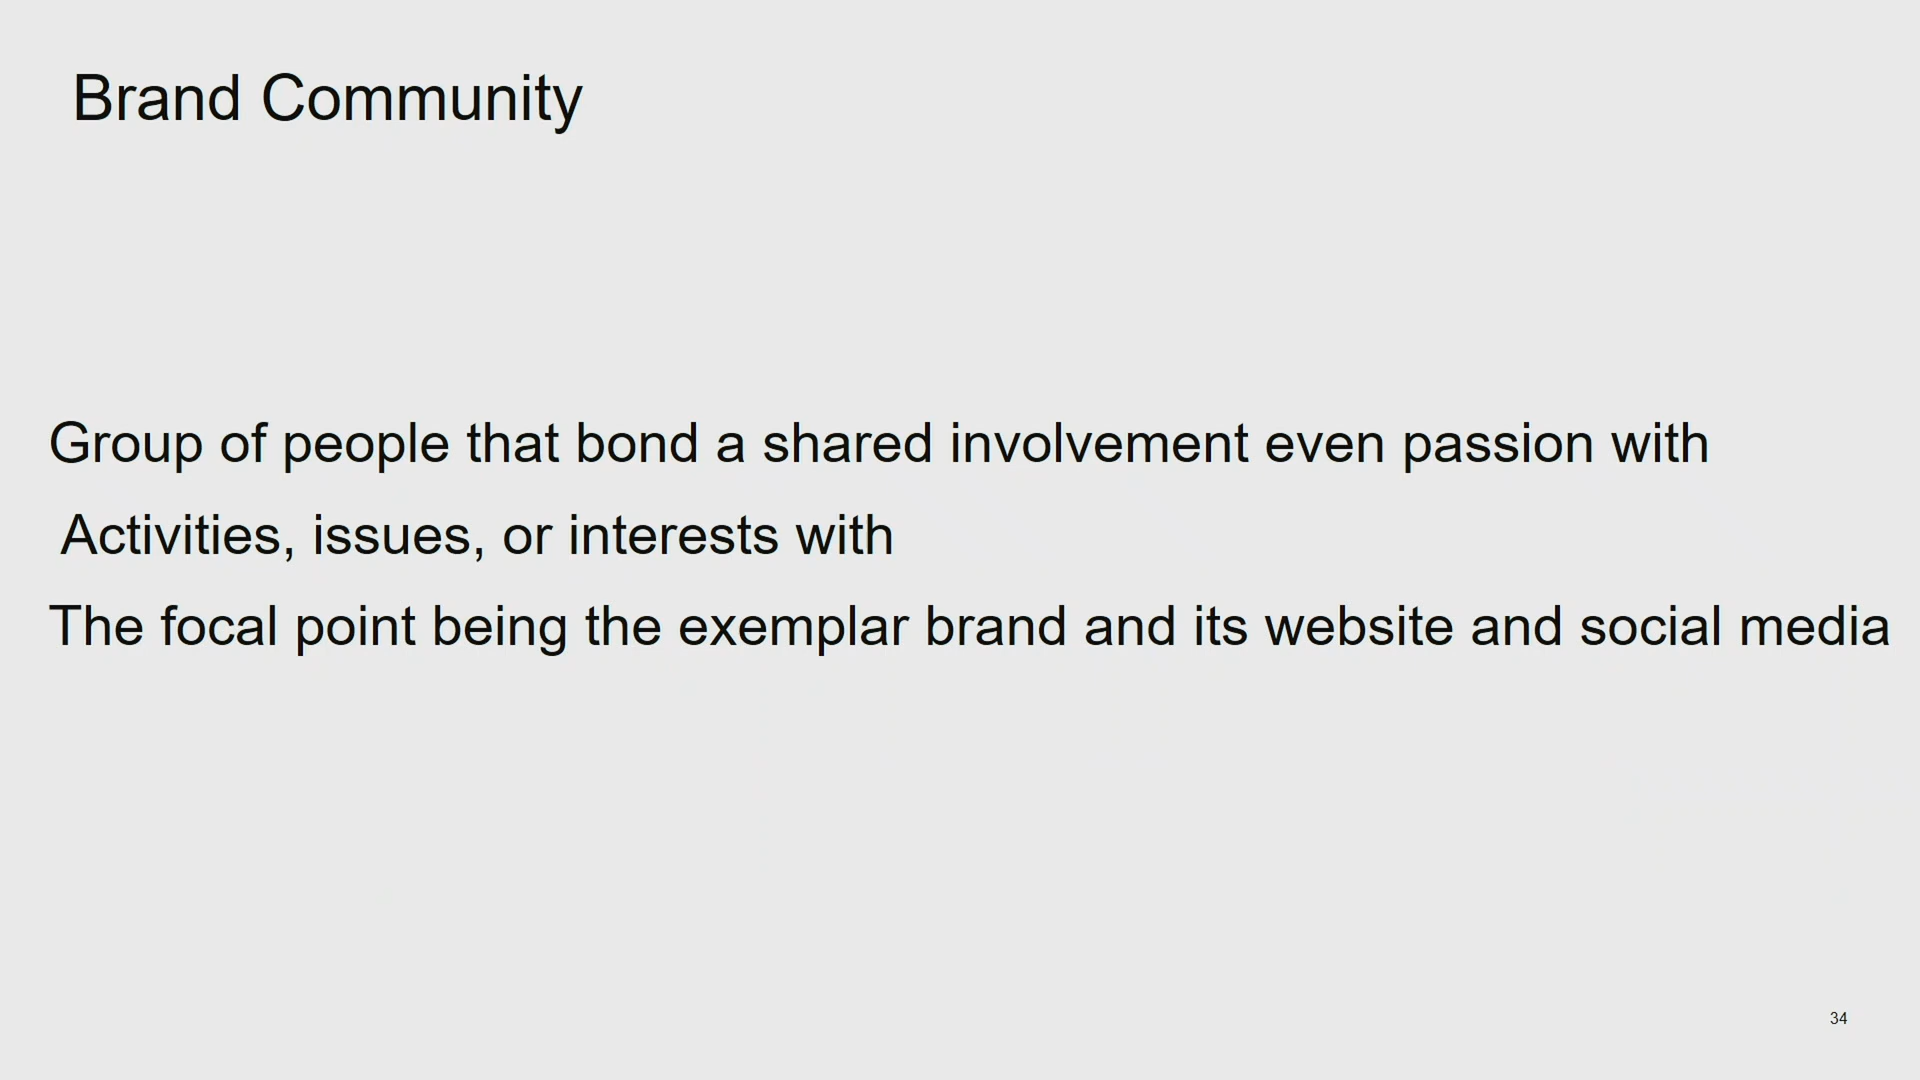 Brand Community
Group of people that bond a shared involvement even passion with
Activities, issues, or interests with
The focal point being the exemplar brand and its website and social media
34